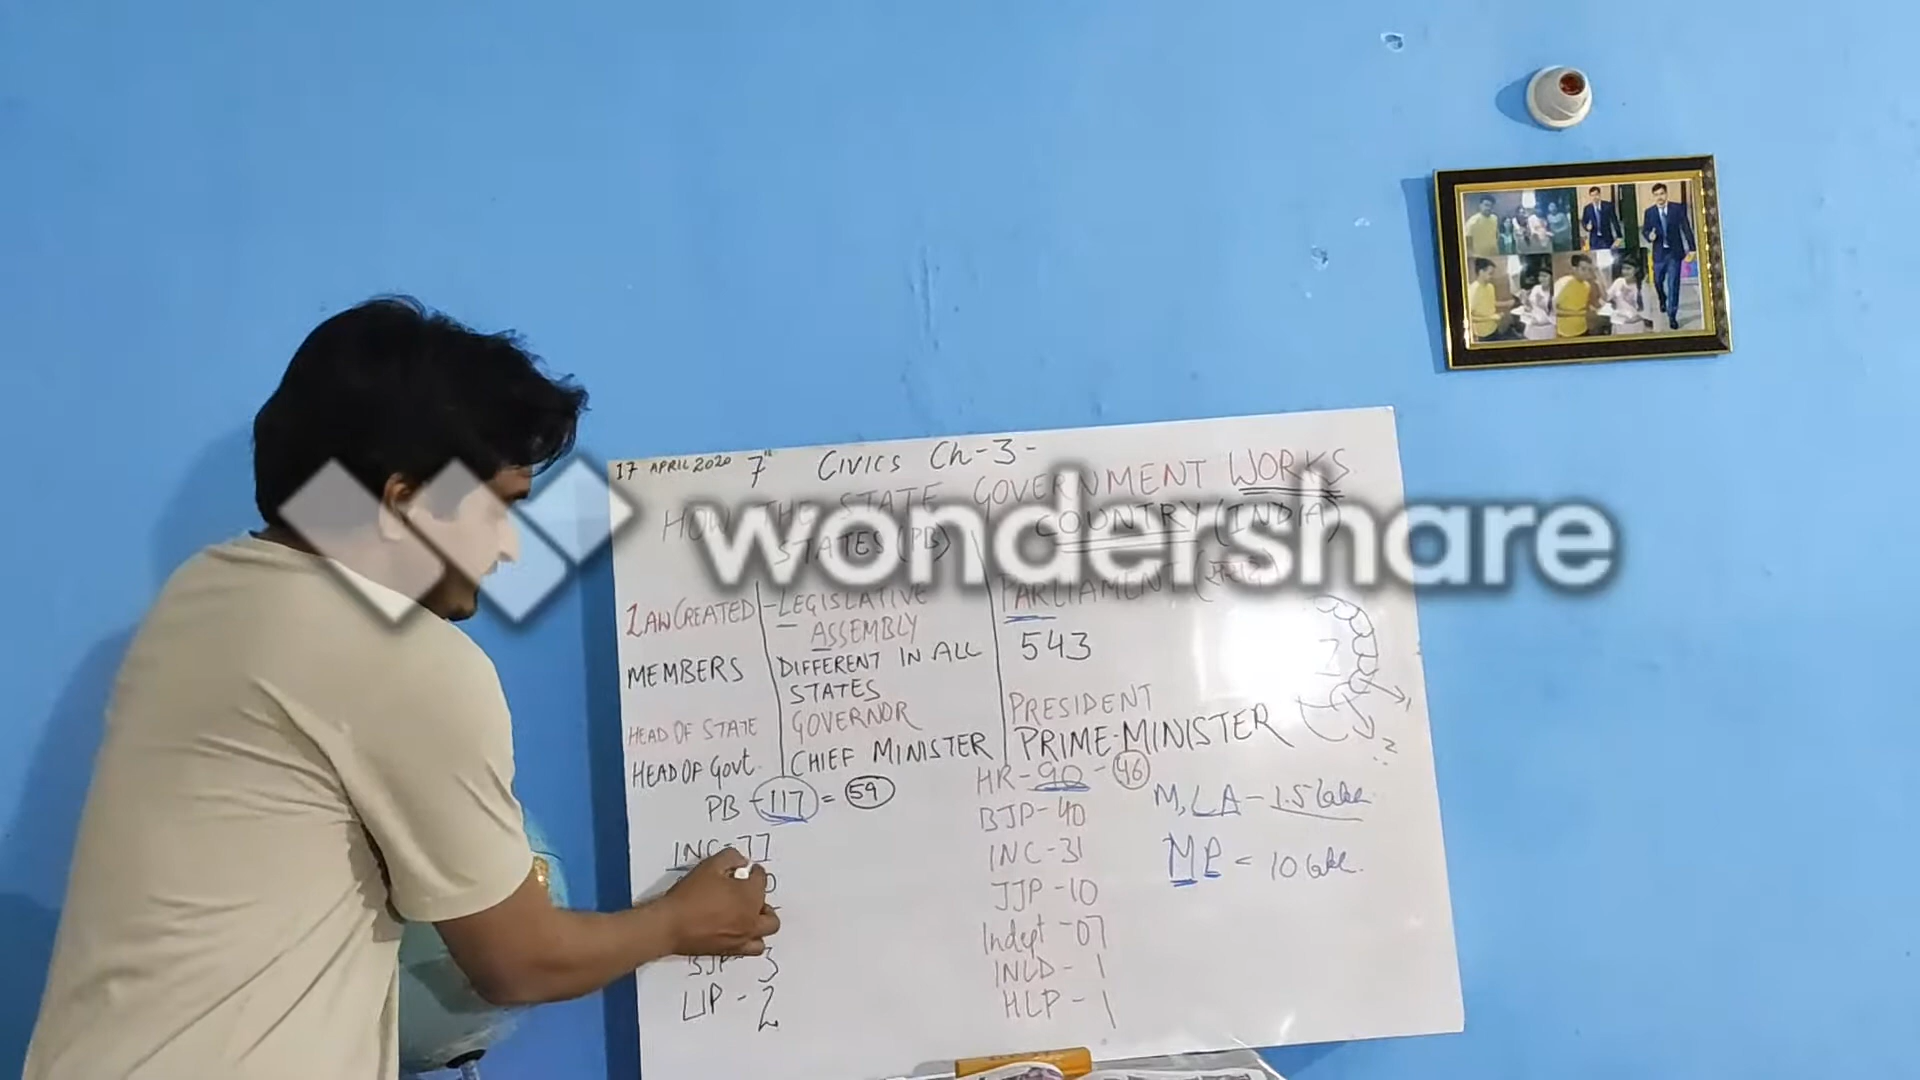 17 APRIL 2020 7th CIVICS Ch-3-
HOW THE STATE GOVERNMENT WORKS
STATES (PB) COUNTRY (INDIA)
wondershare
LAW CREATED -LEGISLATIVE ASSEMBLY PARLIAMENT (संसद)
MEMBERS DIFFERENT IN ALL STATES 543
HEAD OF STATE GOVERNOR PRESIDENT
HEAD OF Govt. CHIEF MINISTER PRIME-MINISTER
PB - 117 = 59
INC-77
BJP- 3
LIP - 2
HR-90-46
BJP-40
INC-31
JJP-10
Indept-07
INLD-1
HLP-1
MLA-1.5 lakh
MP =10 lakh.